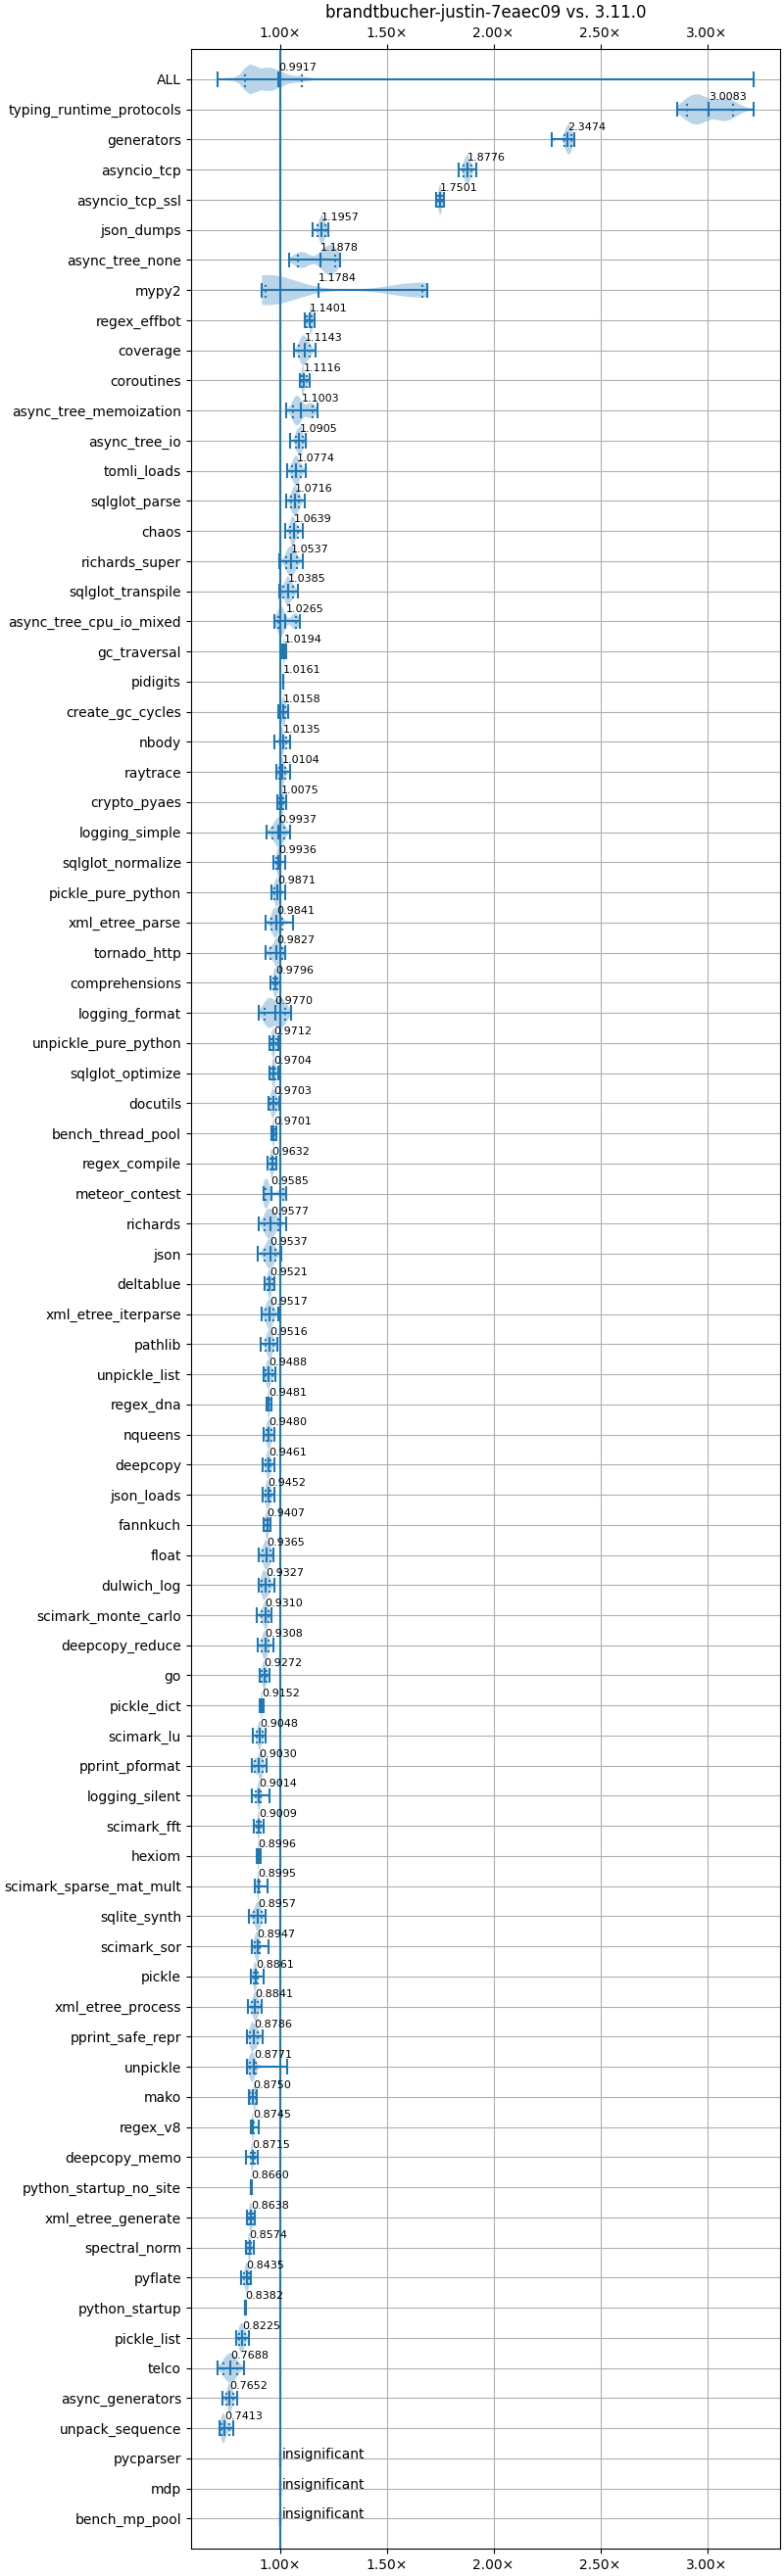 brandtbucher-justin-7eaec09 vs. 3.11.0
1.00× 1.50× 2.00× 2.50× 3.00×
ALL 0.9917
typing_runtime_protocols 3.0083
generators 2.3474
asyncio_tcp 1.8776
asyncio_tcp_ssl 1.7501
json_dumps 1.1957
async_tree_none 1.1878
mypy2 1.1784
regex_effbot 1.1401
coverage 1.1143
coroutines 1.1116
async_tree_memoization 1.1003
async_tree_io 1.0905
tomli_loads 1.0774
sqlglot_parse 1.0716
chaos 1.0639
richards_super 1.0537
sqlglot_transpile 1.0385
async_tree_cpu_io_mixed 1.0265
gc_traversal 1.0194
pidigits 1.0161
create_gc_cycles 1.0158
nbody 1.0135
raytrace 1.0104
crypto_pyaes 1.0075
logging_simple 0.9937
sqlglot_normalize 0.9936
pickle_pure_python 0.9871
xml_etree_parse 0.9841
tornado_http 0.9827
comprehensions 0.9796
logging_format 0.9770
unpickle_pure_python 0.9712
sqlglot_optimize 0.9704
docutils 0.9703
bench_thread_pool 0.9701
regex_compile 0.9632
meteor_contest 0.9585
richards 0.9577
json 0.9537
deltablue 0.9521
xml_etree_iterparse 0.9517
pathlib 0.9516
unpickle_list 0.9488
regex_dna 0.9481
nqueens 0.9480
deepcopy 0.9461
json_loads 0.9452
fannkuch 0.9407
float 0.9365
dulwich_log 0.9327
scimark_monte_carlo 0.9310
deepcopy_reduce 0.9308
go 0.9272
pickle_dict 0.9152
scimark_lu 0.9048
pprint_pformat 0.9030
logging_silent 0.9014
scimark_fft 0.9009
hexiom 0.8996
scimark_sparse_mat_mult 0.8995
sqlite_synth 0.8957
scimark_sor 0.8947
pickle 0.8861
xml_etree_process 0.8841
pprint_safe_repr 0.8786
unpickle 0.8771
mako 0.8750
regex_v8 0.8745
deepcopy_memo 0.8715
python_startup_no_site 0.8660
xml_etree_generate 0.8638
spectral_norm 0.8574
pyflate 0.8435
python_startup 0.8382
pickle_list 0.8225
telco 0.7688
async_generators 0.7652
unpack_sequence 0.7413
pycparser insignificant
mdp insignificant
bench_mp_pool insignificant
1.00× 1.50× 2.00× 2.50× 3.00×